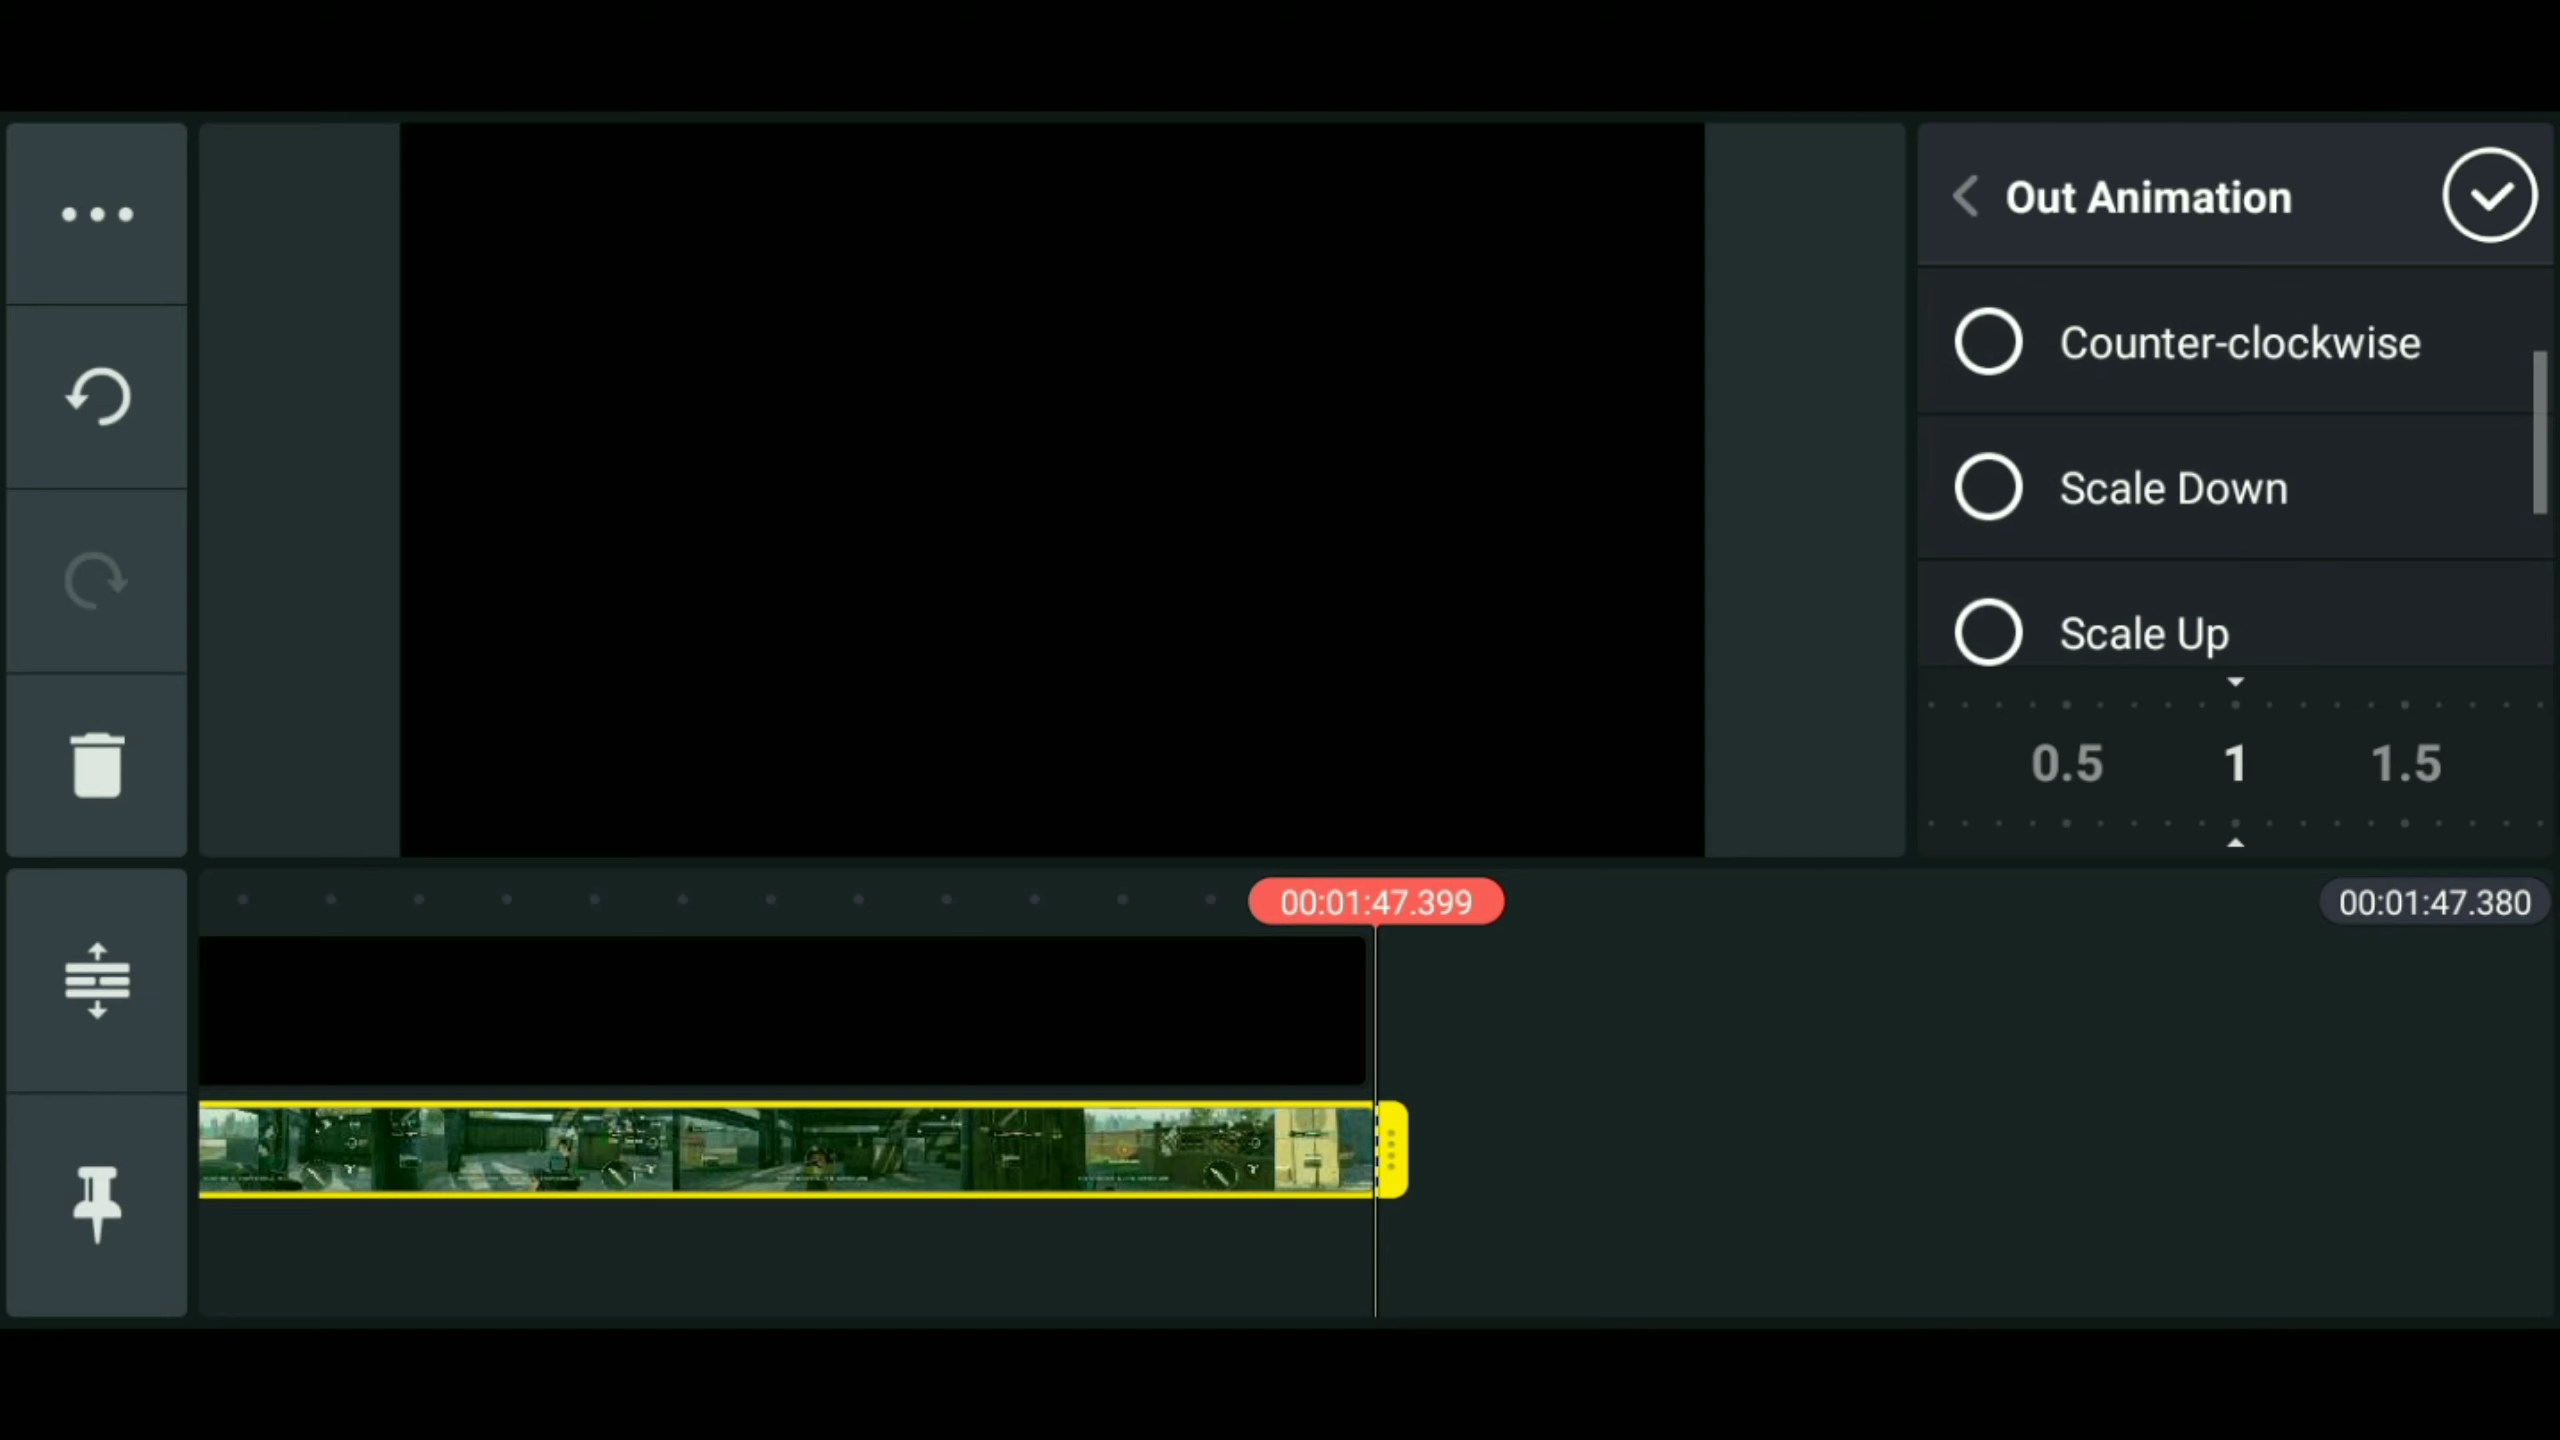 Out Animation
Counter-clockwise
Scale Down
Scale Up
0.5 1 1.5
00:01:47.399
00:01:47.380